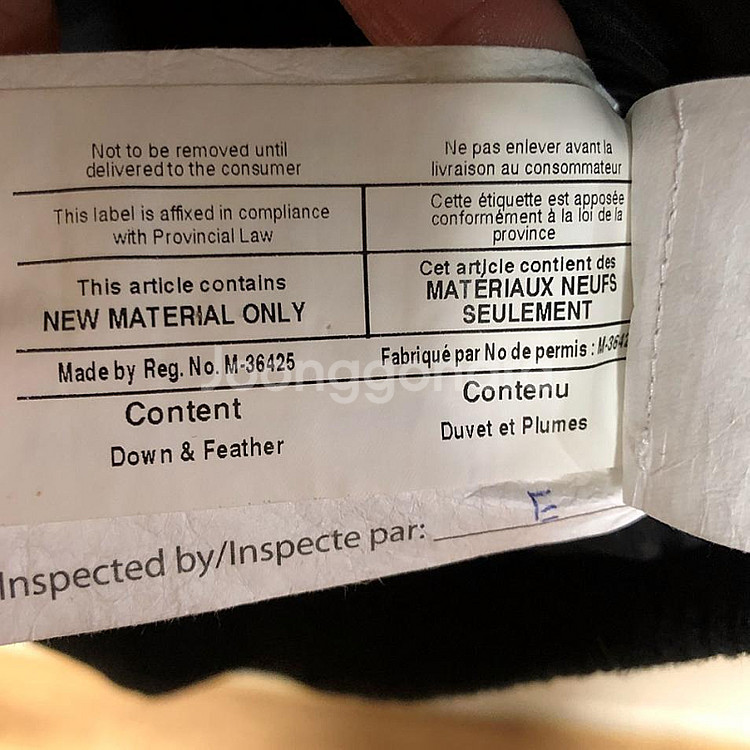 Not to be removed until
delivered to the consumer
Ne pas enlever avant la
livraison au consommateur
This label is affixed in compliance
with Provincial Law
Cette étiquette est apposée
conformément à la loi de la
province
This article contains
NEW MATERIAL ONLY
Cet article contient des
MATÉRIAUX NEUFS
SEULEMENT
Made by Reg. No. M-36425
Fabriqué par No de permis : M-3642
Content
Down & Feather
Contenu
Duvet et Plumes
Inspected by/Inspecte par: E